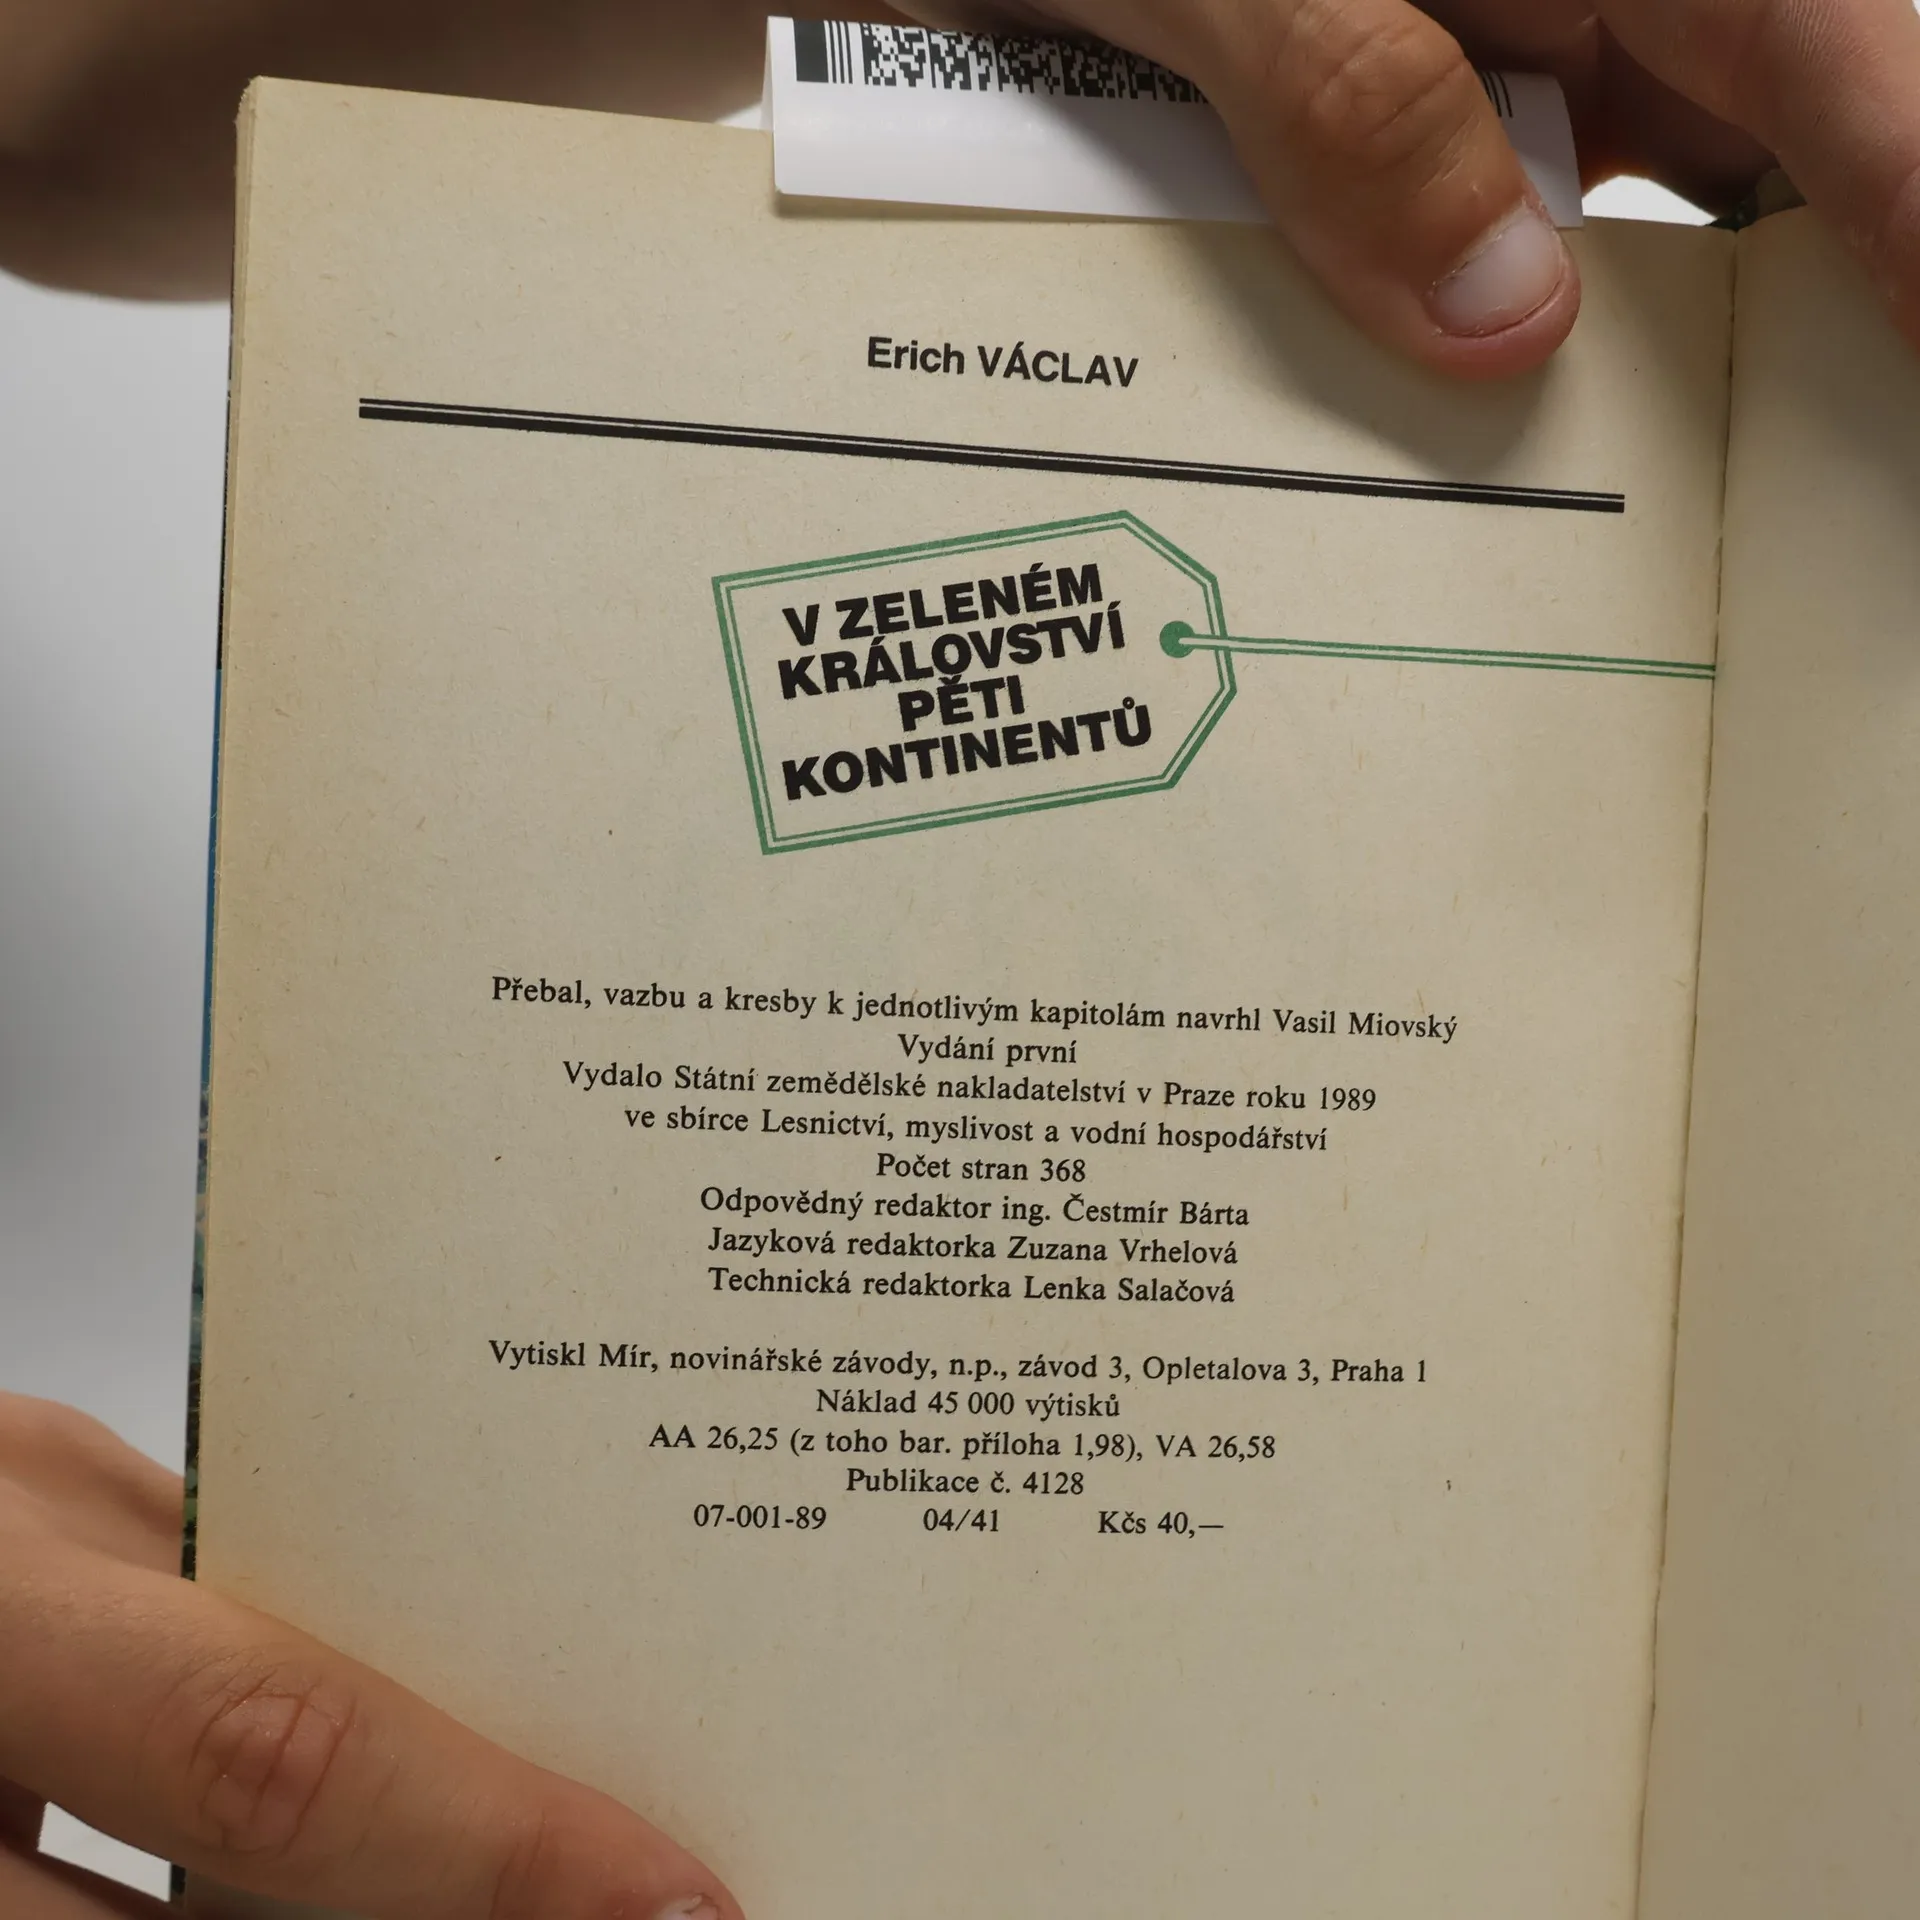 Erich VÁCLAV
V ZELENÉM
KRÁLOVSTVÍ
PĚTI
KONTINENTŮ
Přebal, vazbu a kresby k jednotlivým kapitolám navrhl Vasil Miovský
Vydání první
Vydalo Státní zemědělské nakladatelství v Praze roku 1989
ve sbírce Lesnictví, myslivost a vodní hospodářství
Počet stran 368
Odpovědný redaktor ing. Čestmír Bárta
Jazyková redaktorka Zuzana Vrhelová
Technická redaktorka Lenka Salačová
Vytiskl Mír, novinářské závody, n.p., závod 3, Opletalova 3, Praha 1
Náklad 45 000 výtisků
AA 26,25 (z toho bar. příloha 1,98), VA 26,58
Publikace č. 4128
07-001-89 04/41 Kčs 40,—